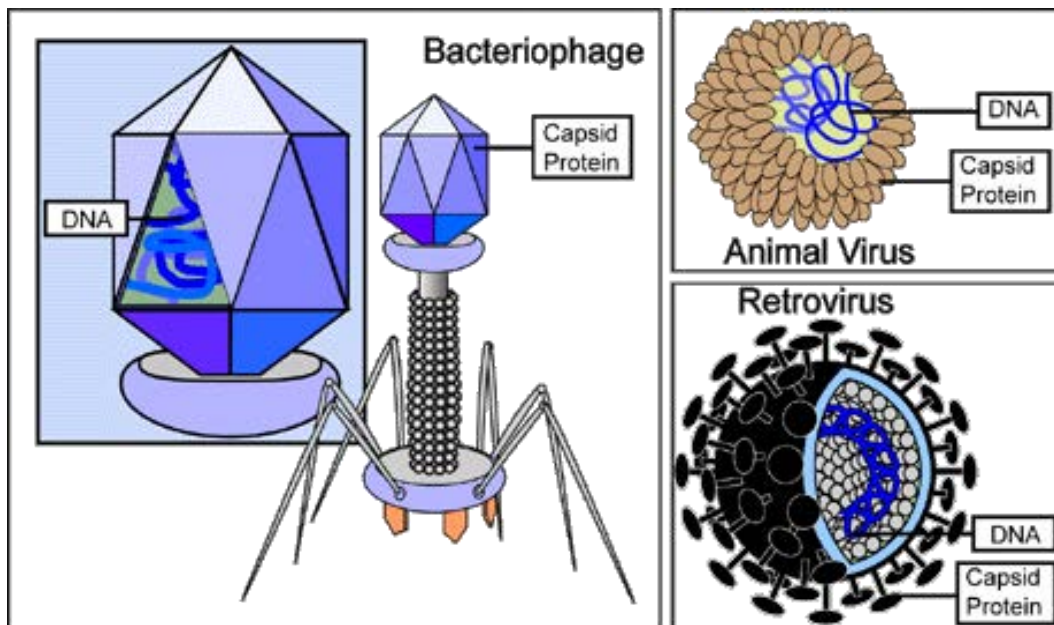 Bacteriophage
Capsid
Protein
DNA
DNA
Capsid
Protein
Animal Virus
Retrovirus
DNA
Capsid
Protein